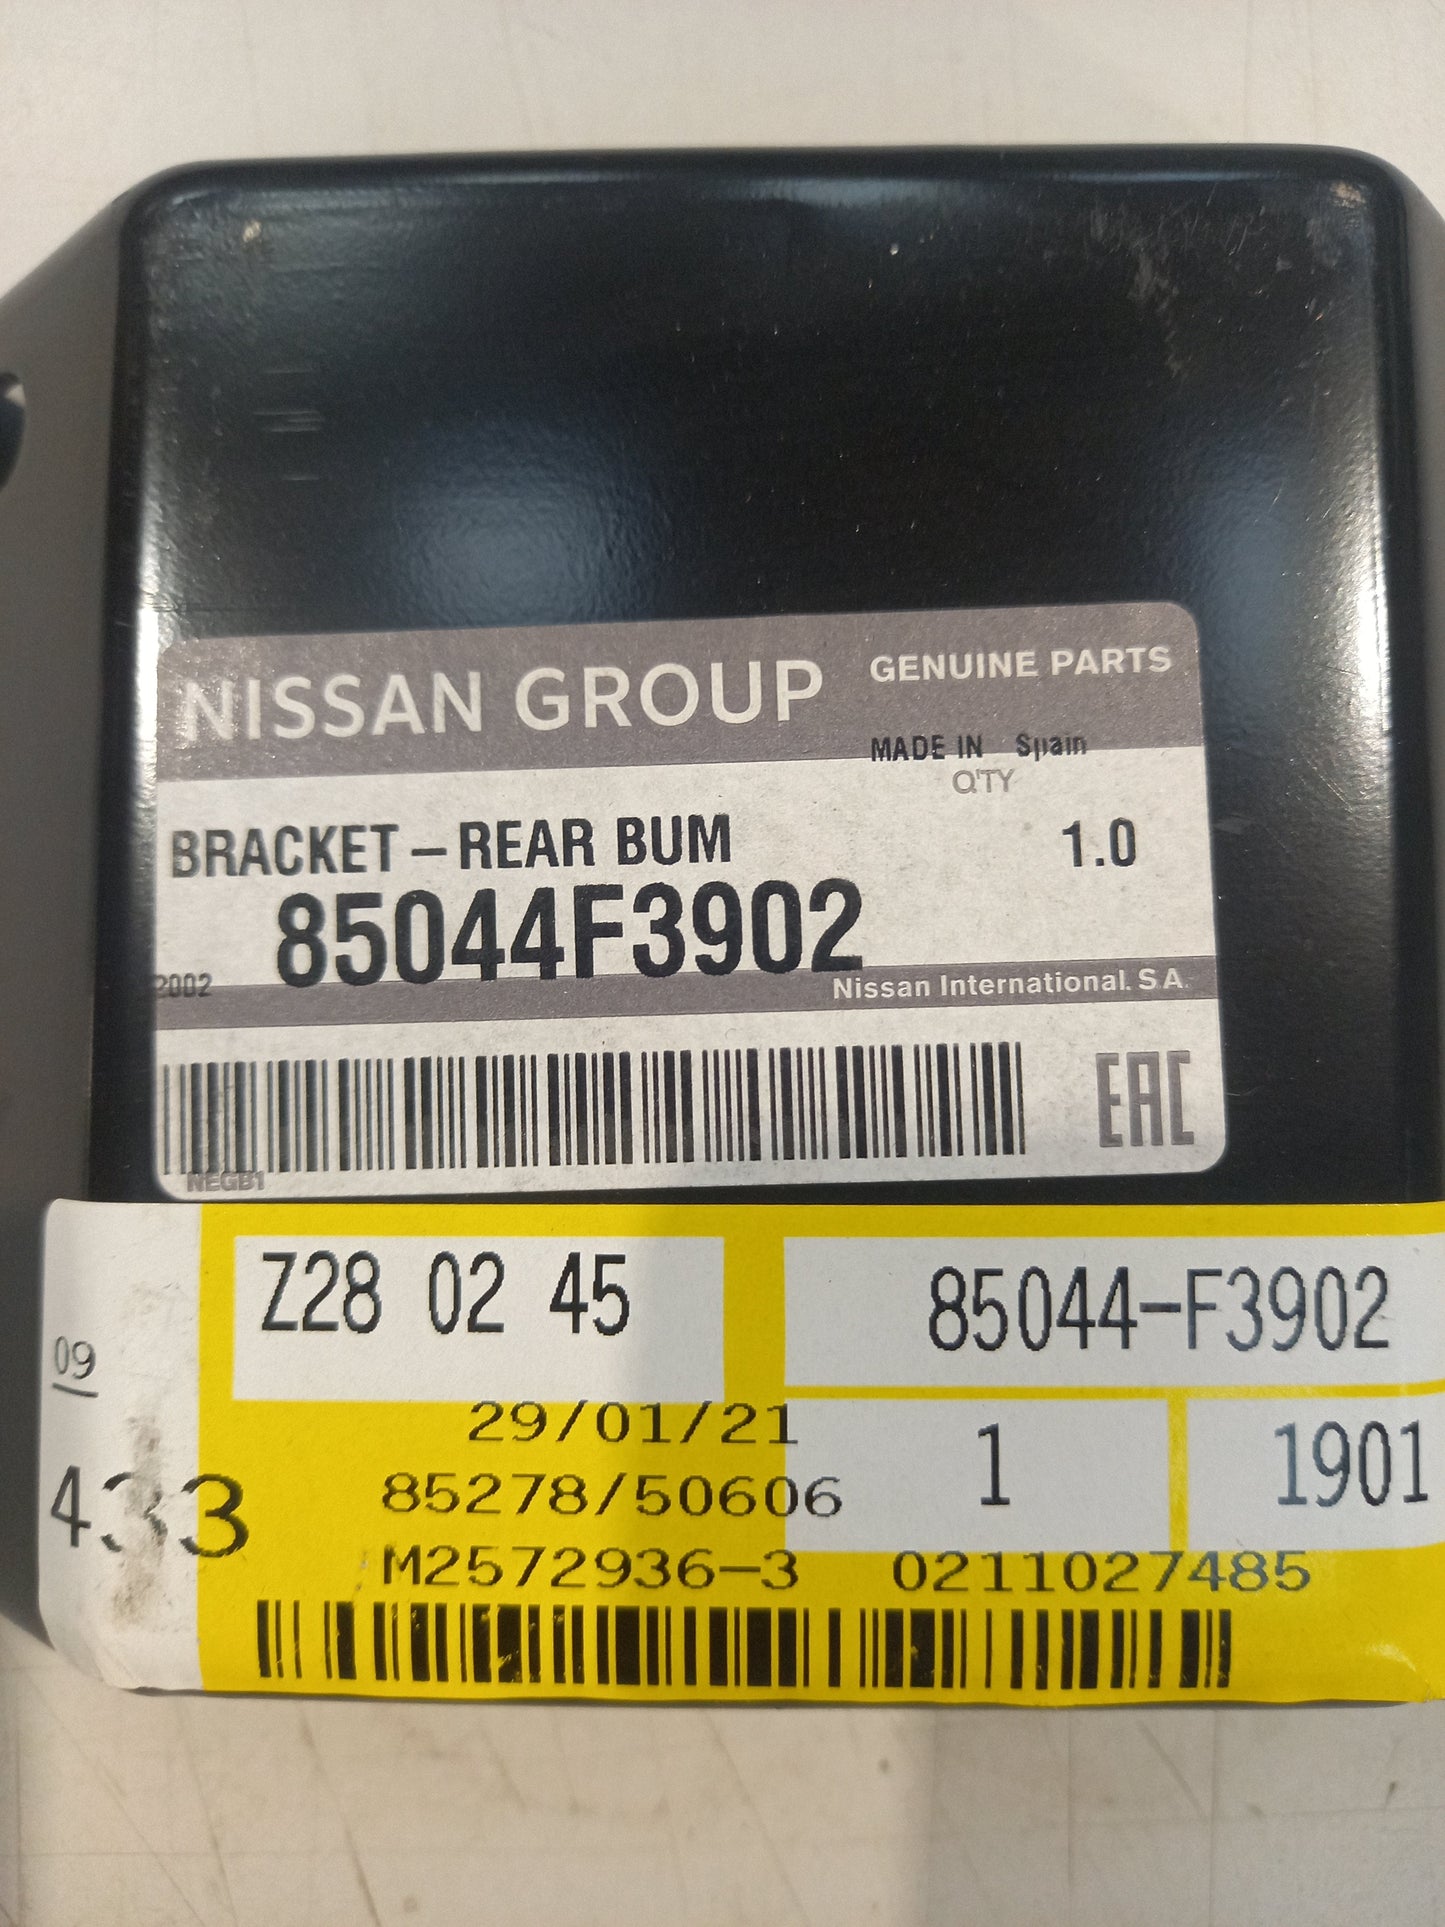 NISSAN GROUP GENUINE PARTS
MADE IN Spain
Q'TY
BRACKET-REAR BUM 1.0
85044F3902
2002 Nissan International. S.A.
EAC
NEGB1
Z28 02 45 85044-F3902
09
29/01/21 1 1901
433 85278/50606
M2572936-3 0211027485